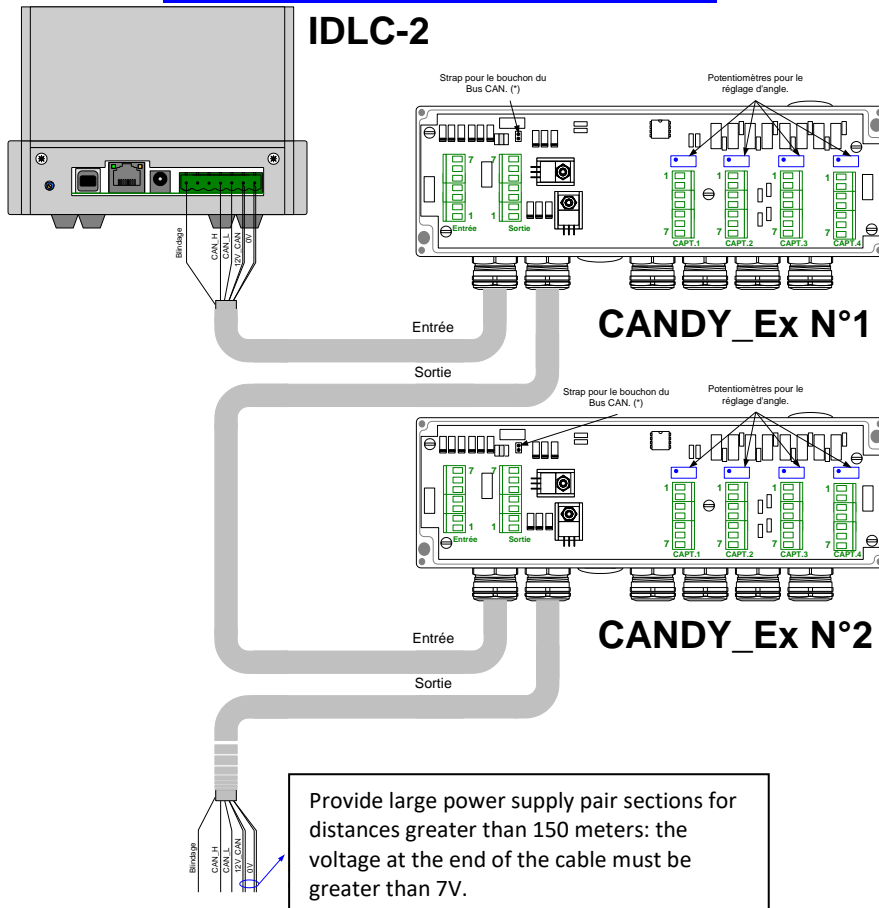 IDLC-2
Strap pour le bouchon du
Bus CAN. (*)
Potentiomètres pour le
réglage d'angle.
7
7
1
1
Entrée
Sortie
1
1
1
1
7
7
7
7
CAPT.1
CAPT.2
CAPT.3
CAPT.4
Blindage
CAN_H
CAN_L
12V_CAN
0V
Entrée
CANDY_Ex N°1
Sortie
Strap pour le bouchon du
Bus CAN. (*)
Potentiomètres pour le
réglage d'angle.
7
7
1
1
Entrée
Sortie
1
1
1
1
7
7
7
7
CAPT.1
CAPT.2
CAPT.3
CAPT.4
Entrée
CANDY_Ex N°2
Sortie
Blindage
CAN_H
CAN_L
12V_CAN
0V
Provide large power supply pair sections for
distances greater than 150 meters: the
voltage at the end of the cable must be
greater than 7V.